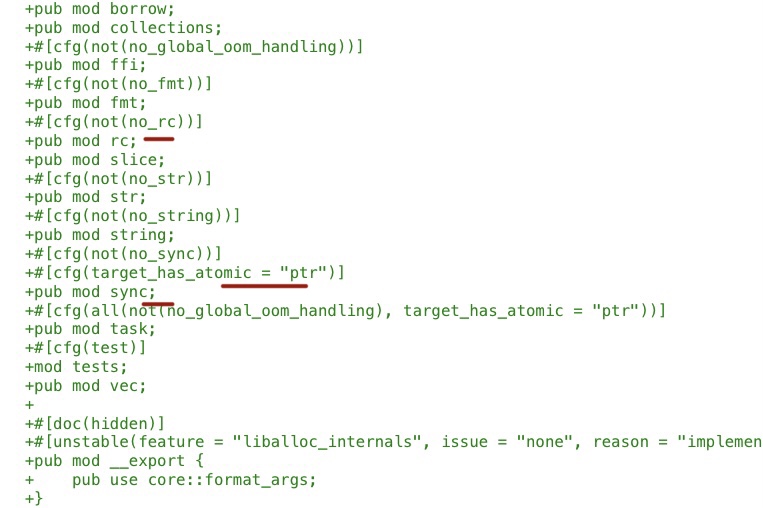 +pub mod borrow;
+pub mod collections;
+#[cfg(not(no_global_oom_handling))]
+pub mod ffi;
+#[cfg(not(no_fmt))]
+pub mod fmt;
+#[cfg(not(no_rc))]
+pub mod rc;
+pub mod slice;
+#[cfg(not(no_str))]
+pub mod str;
+#[cfg(not(no_string))]
+pub mod string;
+#[cfg(not(no_sync))]
+#[cfg(target_has_atomic = "ptr")]
+pub mod sync;
+#[cfg(all(not(no_global_oom_handling), target_has_atomic = "ptr"))]
+pub mod task;
+#[cfg(test)]
+mod tests;
+pub mod vec;
+
+#[doc(hidden)]
+#[unstable(feature = "liballoc_internals", issue = "none", reason = "implemen
+pub mod __export {
+    pub use core::format_args;
+}